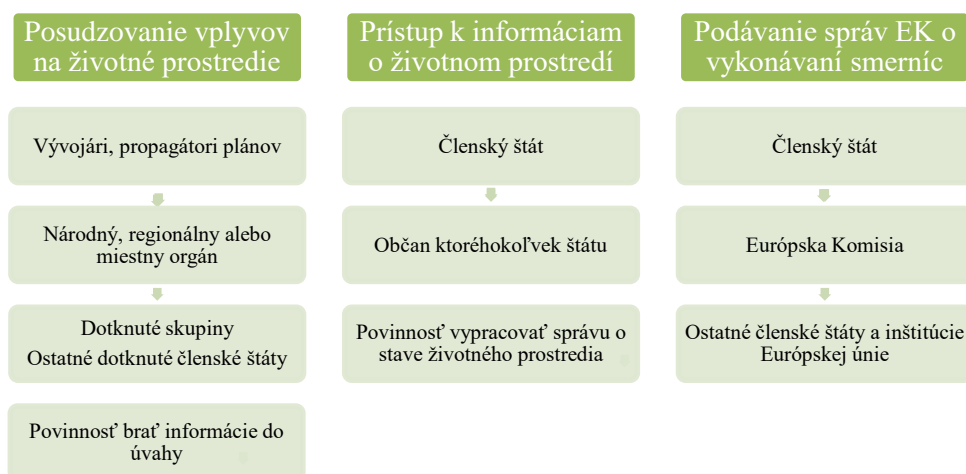 Posudzovanie vplyvov
na životné prostredie
Vývojári, propagátori plánov
Národný, regionálny alebo
miestny orgán
Dotknuté skupiny
Ostatné dotknuté členské štáty
Povinnosť brať informácie do
úvahy
Prístup k informáciam
o životnom prostredí
Členský štát
Občan ktoréhokoľvek štátu
Povinnosť vypracovať správu o
stave životného prostredia
Podávanie správ EK o
vykonávaní smerníc
Členský štát
Európska Komisia
Ostatné členské štáty a inštitúcie
Európskej únie